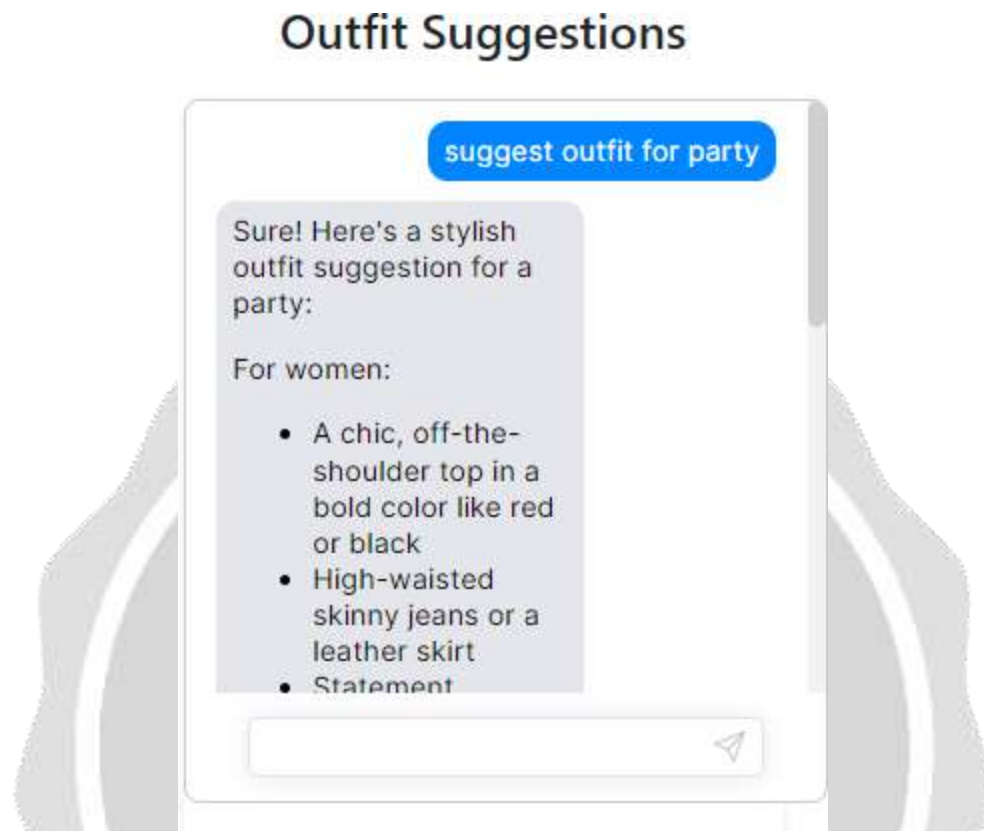 Outfit Suggestions
suggest outfit for party
Sure! Here's a stylish
outfit suggestion for a
party:
For women:
• A chic, off-the-
shoulder top in a
bold color like red
or black
• High-waisted
skinny jeans or a
leather skirt
• Statement